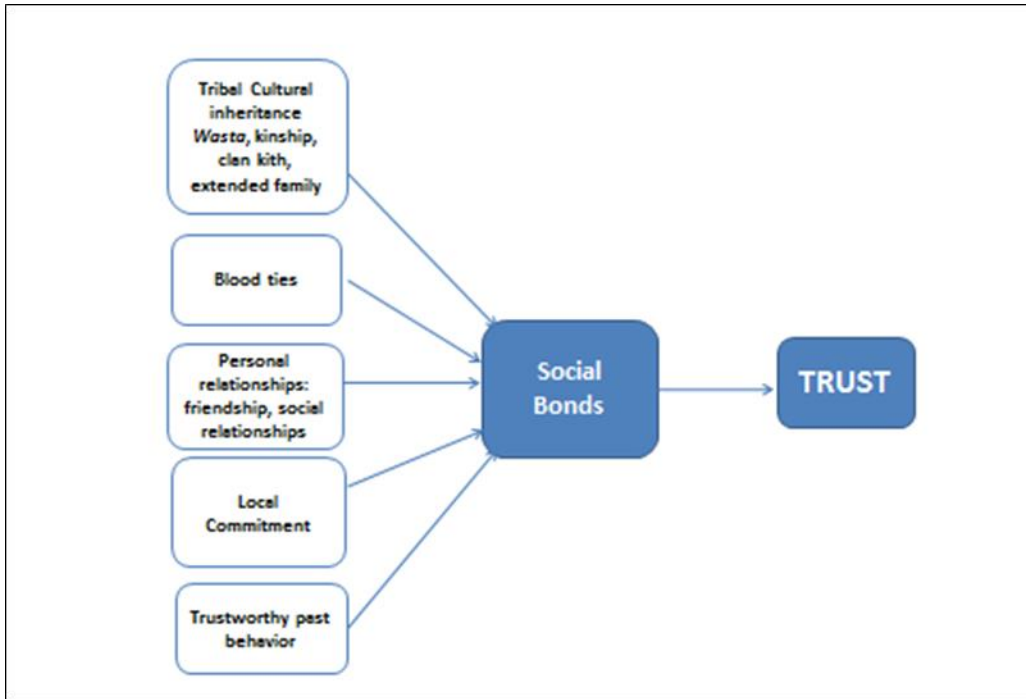 Tribal Cultural
inheritance
Wasta, kinship,
clan kith,
extended family
Blood ties
Personal
relationships:
friendship, social
relationships
Local
Commitment
Trustworthy past
behavior
Social
Bonds
TRUST